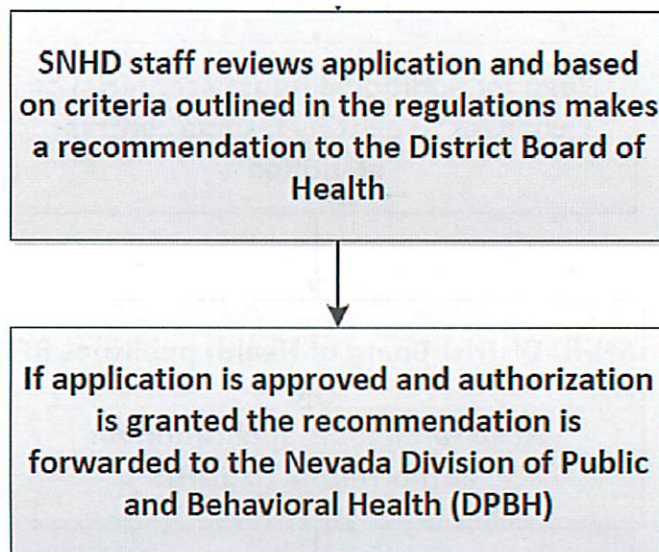 SNHD staff reviews application and based
on criteria outlined in the regulations makes
a recommendation to the District Board of
Health
If application is approved and authorization
is granted the recommendation is
forwarded to the Nevada Division of Public
and Behavioral Health (DPBH)